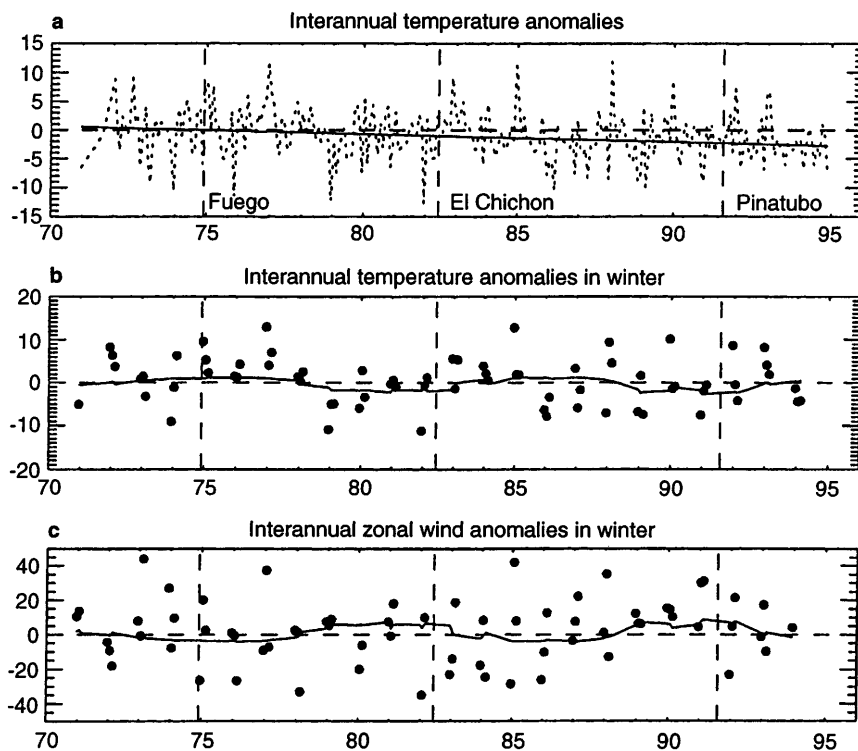 a Interannual temperature anomalies
15
10
5
0
-5
-10
-15
Fuego El Chichon Pinatubo
70 75 80 85 90 95
b Interannual temperature anomalies in winter
20
10
0
-10
-20
70 75 80 85 90 95
c Interannual zonal wind anomalies in winter
40
20
0
-20
-40
70 75 80 85 90 95